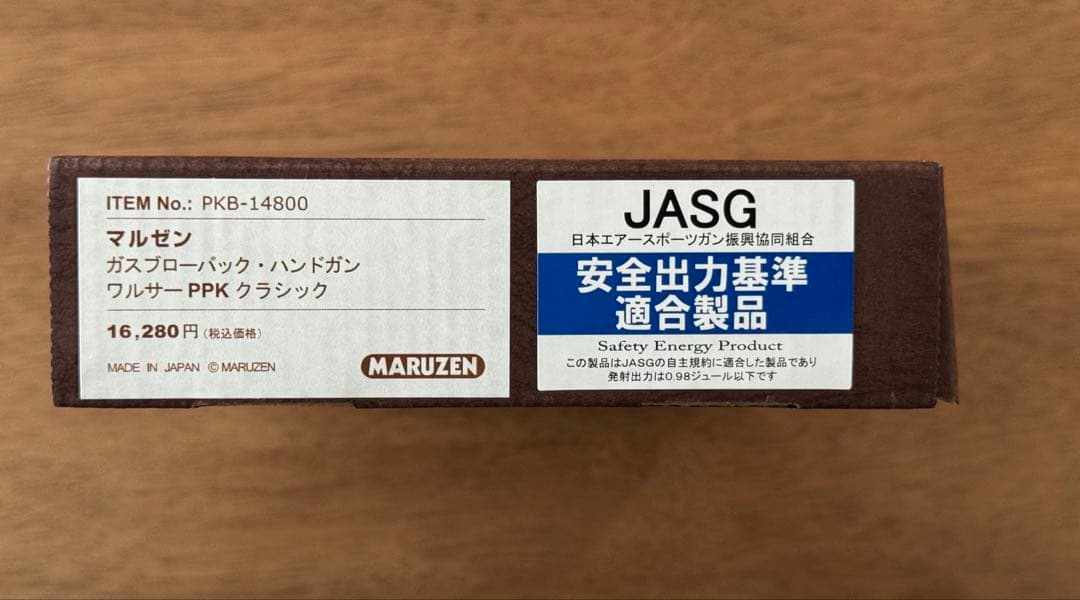 ITEM No.: PKB-14800
マルゼン
ガスブローバック・ハンドガン
ワルサーPPK クラシック
16,280円(税込価格)
MADE IN JAPAN ©MARUZEN
MARUZEN
JASG
日本エアースポーツガン振興協同組合
安全出力基準
適合製品
Safety Energy Product
この製品はJASGの自主規約に適合した製品であり
発射出力は0.98ジュール以下です